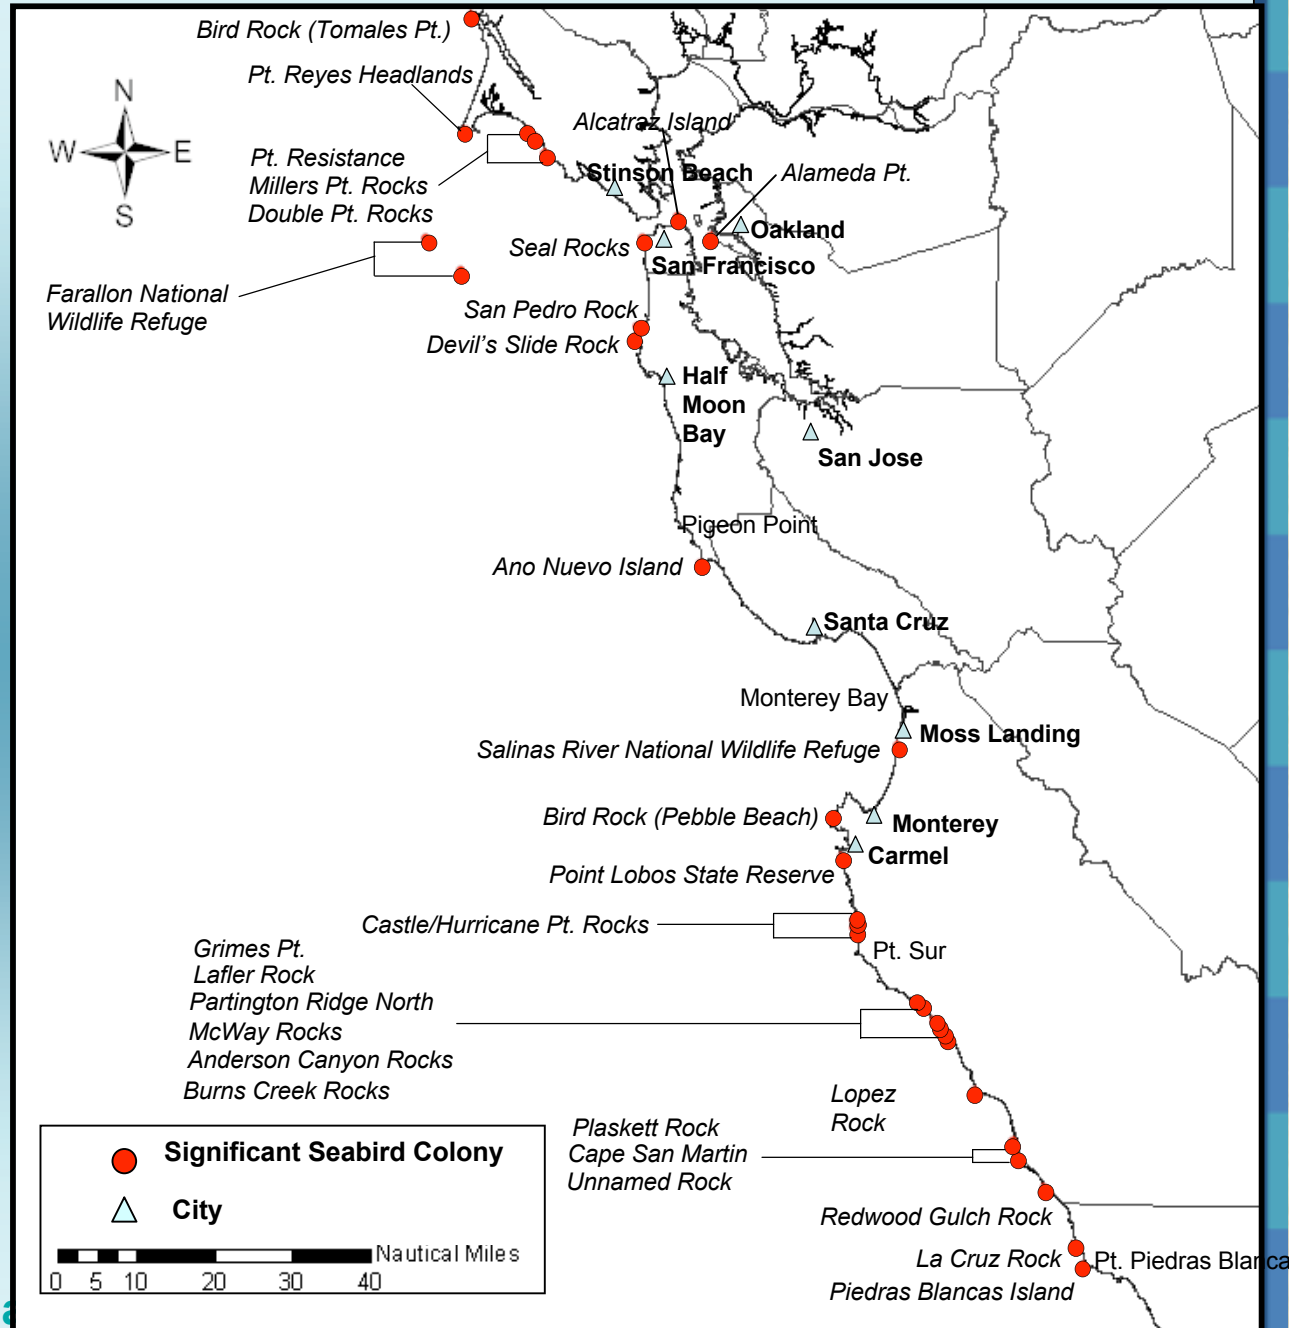 Bird Rock (Tomales Pt.)
Pt. Reyes Headlands
N
W
E
S
Alcatraz Island
Pt. Resistance
Millers Pt. Rocks
Double Pt. Rocks
Stinson Beach
Alameda Pt.
Oakland
Seal Rocks
San Francisco
Farallon National
Wildlife Refuge
San Pedro Rock
Devil's Slide Rock
Half
Moon
Bay
San Jose
Pigeon Point
Ano Nuevo Island
Santa Cruz
Monterey Bay
Moss Landing
Salinas River National Wildlife Refuge
Bird Rock (Pebble Beach)
Monterey
Carmel
Point Lobos State Reserve
Castle/Hurricane Pt. Rocks
Pt. Sur
Grimes Pt.
Lafler Rock
Partington Ridge North
McWay Rocks
Anderson Canyon Rocks
Burns Creek Rocks
Lopez
Rock
Plaskett Rock
Cape San Martin
Unnamed Rock
Redwood Gulch Rock
La Cruz Rock
Pt. Piedras Blanca
Piedras Blancas Island
Significant Seabird Colony
City
Nautical Miles
0 5 10 20 30 40